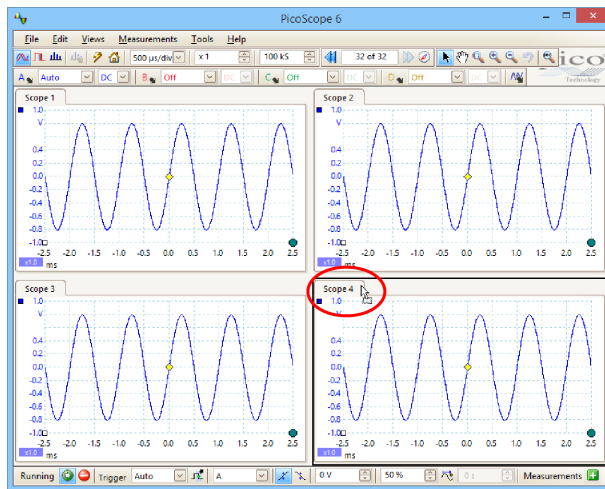 PicoScope 6
File Edit Views Measurements Tools Help
500 µs/div x 1 100 kS 32 of 32 ico
A Auto DC B Off DC C Off DC D Off DC Technology
Scope 1
1.0
V
0.4
0.2
0.0
-0.2
-0.4
-0.6
-0.8
-1.0
-2.5 -2.0 -1.5 -1.0 -0.5 0.0 0.5 1.0 1.5 2.0 2.5
x1.0 ms
Scope 2
1.0
V
0.4
0.2
0.0
-0.2
-0.4
-0.6
-0.8
-1.0
-2.5 -2.0 -1.5 -1.0 -0.5 0.0 0.5 1.0 1.5 2.0 2.5
x1.0 ms
Scope 3
1.0
V
0.4
0.2
0.0
-0.2
-0.4
-0.6
-0.8
-1.0
-2.5 -2.0 -1.5 -1.0 -0.5 0.0 0.5 1.0 1.5 2.0 2.5
x1.0 ms
Scope 4
1.0
V
0.4
0.2
0.0
-0.2
-0.4
-0.6
-0.8
-1.0
-2.5 -2.0 -1.5 -1.0 -0.5 0.0 0.5 1.0 1.5 2.0 2.5
x1.0 ms
Running Trigger Auto A 0 V 50 % 0 s Measurements